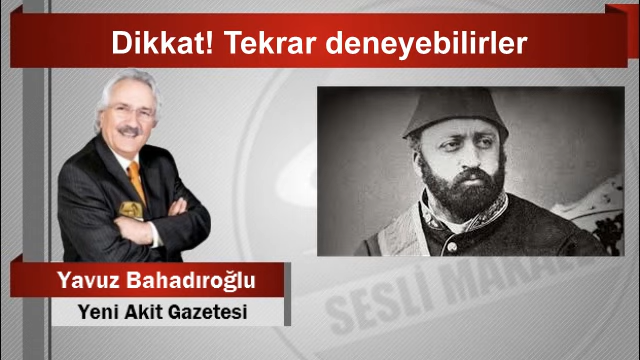 Dikkat! Tekrar deneyebilirler
Yavuz Bahadıroğlu
Yeni Akit Gazetesi
SESLİ MAKALE